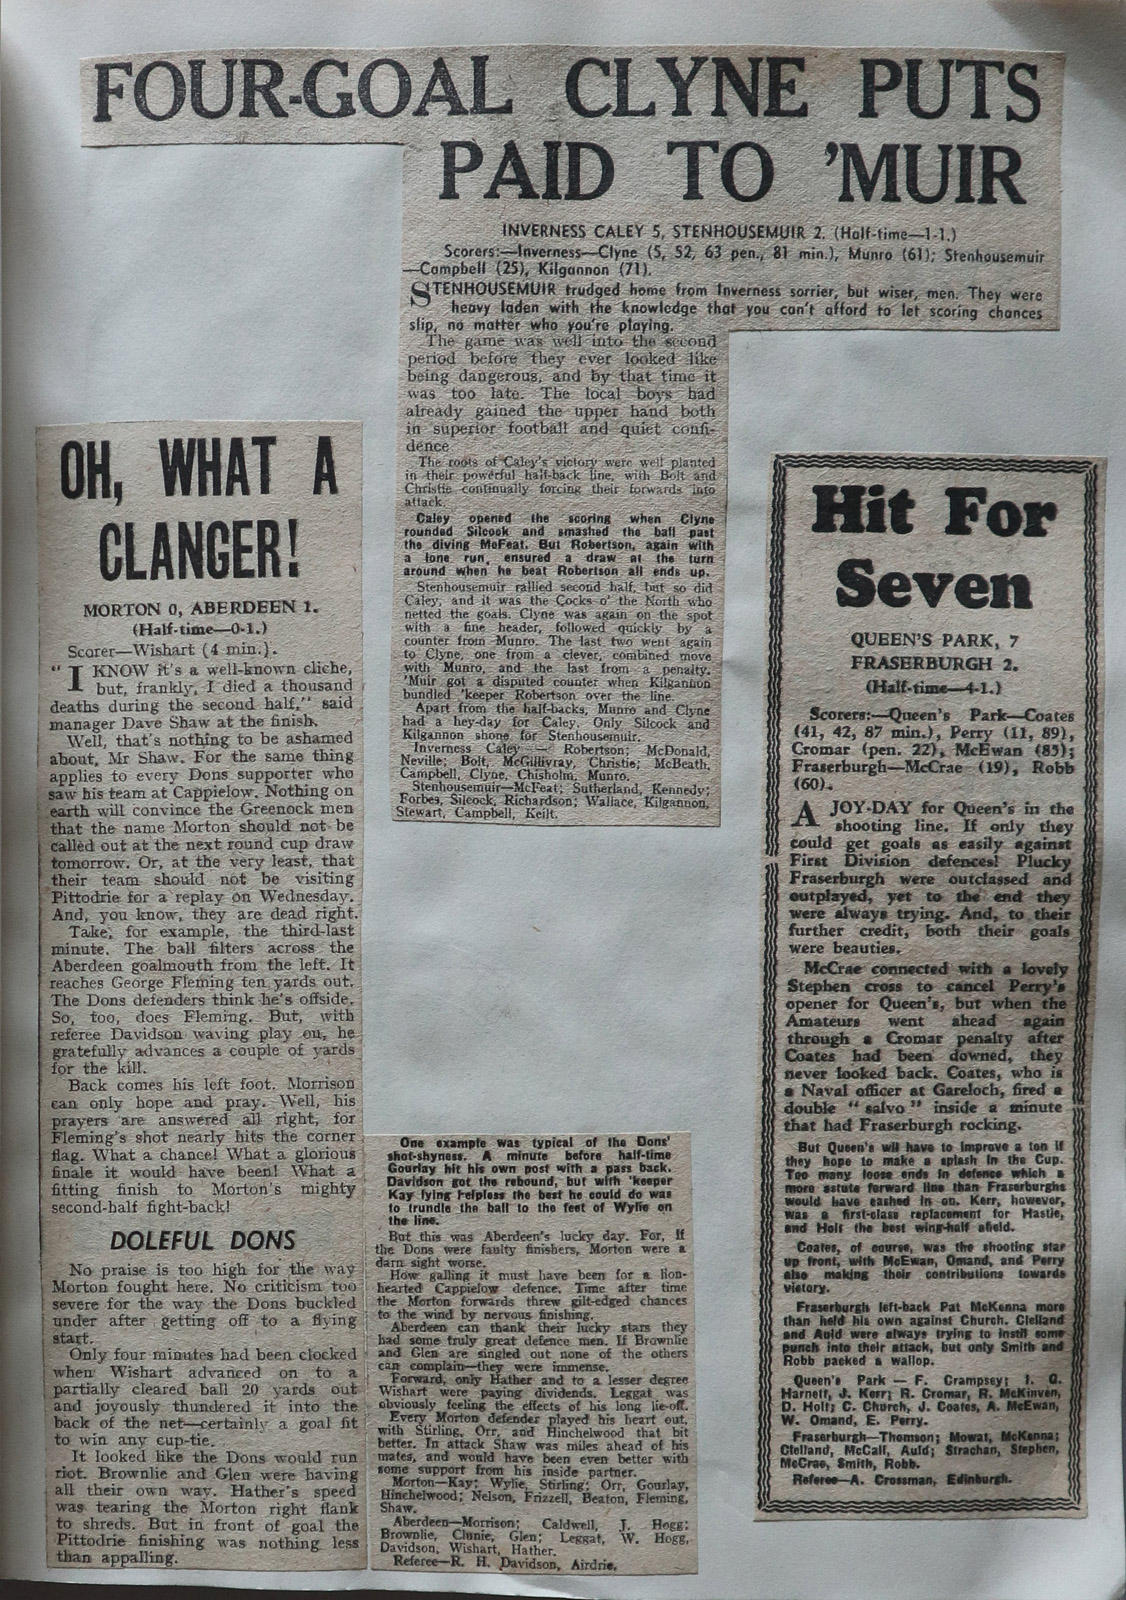 FOUR-GOAL CLYNE PUTS
PAID TO 'MUIR
INVERNESS CALEY 5, STENHOUSEMUIR 2. (Half-time—1-1.)
Scorers:—Inverness—Clyne (5, 52, 63 pen., 81 min.), Munro (61); Stenhousemuir
—Campbell (25), Kilgannon (71).
STENHOUSEMUIR trudged home from Inverness sorrier, but wiser, men. They were
heavy laden with the knowledge that you can't afford to let scoring chances
slip, no matter who you're playing.
The game was well into the second
period before they ever looked like
being dangerous, and by that time it
was too late. The local boys had
already gained the upper hand both
in superior football and quiet confi-
dence
The roots of Caley's victory were well planted
in their powerful half-back line, with Bolt and
Christie continually forcing their forwards into
attack.
Caley opened the scoring when Clyne
rounded Silcock and smashed the ball past
the diving McFeat. But Robertson, again with
a lone run, ensured a draw at the turn
around when he beat Robertson all ends up.
Stenhousemuir rallied second half, but so did
Caley, and it was the Cocks o' the North who
netted the goals. Clyne was again on the spot
with a fine header, followed quickly by a
counter from Munro. The last two went again
to Clyne, one from a clever, combined move
with Munro, and the last from a penalty.
'Muir got a disputed counter when Kilgannon
bundled 'keeper Robertson over the line.
Apart from the half-backs, Munro and Clyne
had a hey-day for Caley. Only Silcock and
Kilgannon shone for Stenhousemuir.
Inverness Caley — Robertson; McDonald,
Neville; Bolt, McGillivray, Christie; McBeath,
Campbell, Clyne, Chisholm, Munro.
Stenhousemuir—McFeat; Sutherland, Kennedy;
Forbes, Silcock, Richardson; Wallace, Kilgannon,
Stewart, Campbell, Keilt.
OH, WHAT A
CLANGER!
MORTON 0, ABERDEEN 1.
(Half-time—0-1.)
Scorer—Wishart (4 min.).
"I KNOW it's a well-known cliche,
but, frankly, I died a thousand
deaths during the second half," said
manager Dave Shaw at the finish.
Well, that's nothing to be ashamed
about, Mr Shaw. For the same thing
applies to every Dons supporter who
saw his team at Cappielow. Nothing on
earth will convince the Greenock men
that the name Morton should not be
called out at the next round cup draw
tomorrow. Or, at the very least, that
their team should not be visiting
Pittodrie for a replay on Wednesday.
And, you know, they are dead right.
Take, for example, the third-last
minute. The ball filters across the
Aberdeen goalmouth from the left. It
reaches George Fleming ten yards out.
The Dons defenders think he's offside.
So, too, does Fleming. But, with
referee Davidson waving play on, he
gratefully advances a couple of yards
for the kill.
Back comes his left foot. Morrison
can only hope and pray. Well, his
prayers are answered all right, for
Fleming's shot nearly hits the corner
flag. What a chance! What a glorious
finale it would have been! What a
fitting finish to Morton's mighty
second-half fight-back!
DOLEFUL DONS
No praise is too high for the way
Morton fought here. No criticism too
severe for the way the Dons buckled
under after getting off to a flying
start.
Only four minutes had been clocked
when Wishart advanced on to a
partially cleared ball 20 yards out
and joyously thundered it into the
back of the net—certainly a goal fit
to win any cup-tie.
It looked like the Dons would run
riot. Brownlie and Glen were having
all their own way. Hather's speed
was tearing the Morton right flank
to shreds. But in front of goal the
Pittodrie finishing was nothing less
than appalling.
One example was typical of the Dons'
shot-shyness. A minute before half-time
Gourlay hit his own post with a pass back.
Davidson got the rebound, but with 'keeper
Kay lying helpless the best he could do was
to trundle the ball to the feet of Wylie on
the line.
But this was Aberdeen's lucky day. For, if
the Dons were faulty finishers, Morton were a
darn sight worse.
How galling it must have been for a lion-
hearted Cappielow defence. Time after time
the Morton forwards threw gilt-edged chances
to the wind by nervous finishing.
Aberdeen can thank their lucky stars they
had some truly great defence men. If Brownlie
and Glen are singled out none of the others
can complain—they were immense.
Forward, only Hather and to a lesser degree
Wishart were paying dividends. Leggat was
obviously feeling the effects of his long lie-off.
Every Morton defender played his heart out,
with Stirling, Orr, and Hinchelwood that bit
better. In attack Shaw was miles ahead of his
mates, and would have been even better with
some support from his inside partner.
Morton—Kay; Wylie, Stirling; Orr, Gourlay,
Hinchelwood; Nelson, Frizzell, Beaton, Fleming,
Shaw.
Aberdeen—Morrison; Caldwell, J. Hogg;
Brownlie, Clunie, Glen; Leggat, W. Hogg,
Davidson, Wishart, Hather.
Referee—R. H. Davidson, Airdrie.
Hit For
Seven
QUEEN'S PARK, 7
FRASERBURGH 2.
(Half-time—4-1.)
Scorers:—Queen's Park—Coates
(41, 42, 87 min.), Perry (11, 89),
Cromar (pen. 22), McEwan (85);
Fraserburgh—McCrae (19), Robb
(60).
A JOY-DAY for Queen's in the
shooting line. If only they
could get goals as easily against
First Division defences! Plucky
Fraserburgh were outclassed and
outplayed, yet to the end they
were always trying. And, to their
further credit, both their goals
were beauties.
McCrae connected with a lovely
Stephen cross to cancel Perry's
opener for Queen's, but when the
Amateurs went ahead again
through a Cromar penalty after
Coates had been downed, they
never looked back. Coates, who is
a Naval officer at Gareloch, fired a
double "salvo" inside a minute
that had Fraserburgh rocking.
But Queen's will have to improve a ton if
they hope to make a splash in the Cup.
Too many loose ends in defence which a
more astute forward line than Fraserburghs
would have cashed in on. Kerr, however,
was a first-class replacement for Hastie,
and Holt the best wing-half afield.
Coates, of course, was the shooting star
up front, with McEwan, Omand, and Perry
also making their contributions towards
victory.
Fraserburgh left-back Pat McKenna more
than held his own against Church. Clelland
and Auld were always trying to instil some
punch into their attack, but only Smith and
Robb packed a wallop.
Queen's Park — F. Crampsey; I. G.
Harnett, J. Kerr; R. Cromar, R. McKinven,
D. Holt; C. Church, J. Coates, A. McEwan,
W. Omand, E. Perry.
Fraserburgh—Thomson; Mowat, McKenna;
Clelland, McCall, Auld; Strachan, Stephen,
McCrae, Smith, Robb.
Referee—A. Crossman, Edinburgh.